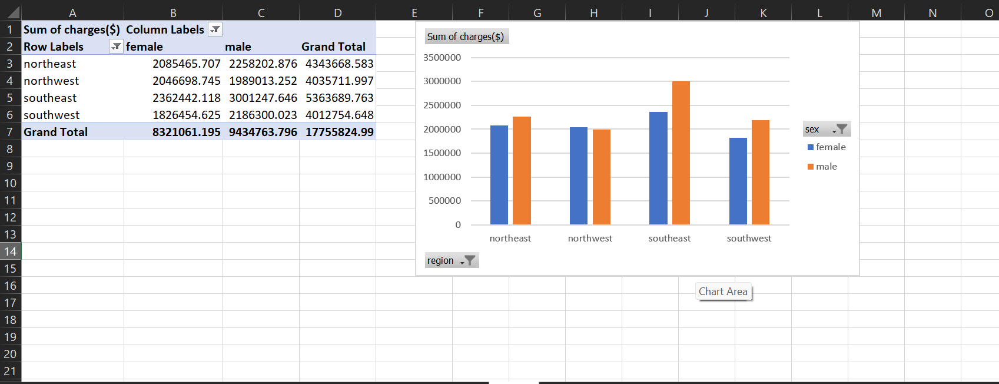 A B C D E F G H I J K L M N O
1 Sum of charges($) Column Labels
2 Row Labels female male Grand Total
3 northeast 2085465.707 2258202.876 4343668.583
4 northwest 2046698.745 1989013.252 4035711.997
5 southeast 2362442.118 3001247.646 5363689.763
6 southwest 1826454.625 2186300.023 4012754.648
7 Grand Total 8321061.195 9434763.796 17755824.99
8
9
10
11
12
13
14
15
16
17
18
19
20
21
Sum of charges($)
3500000
3000000
2500000
2000000
1500000
1000000
500000
0
northeast northwest southeast southwest
sex
female
male
region
Chart Area